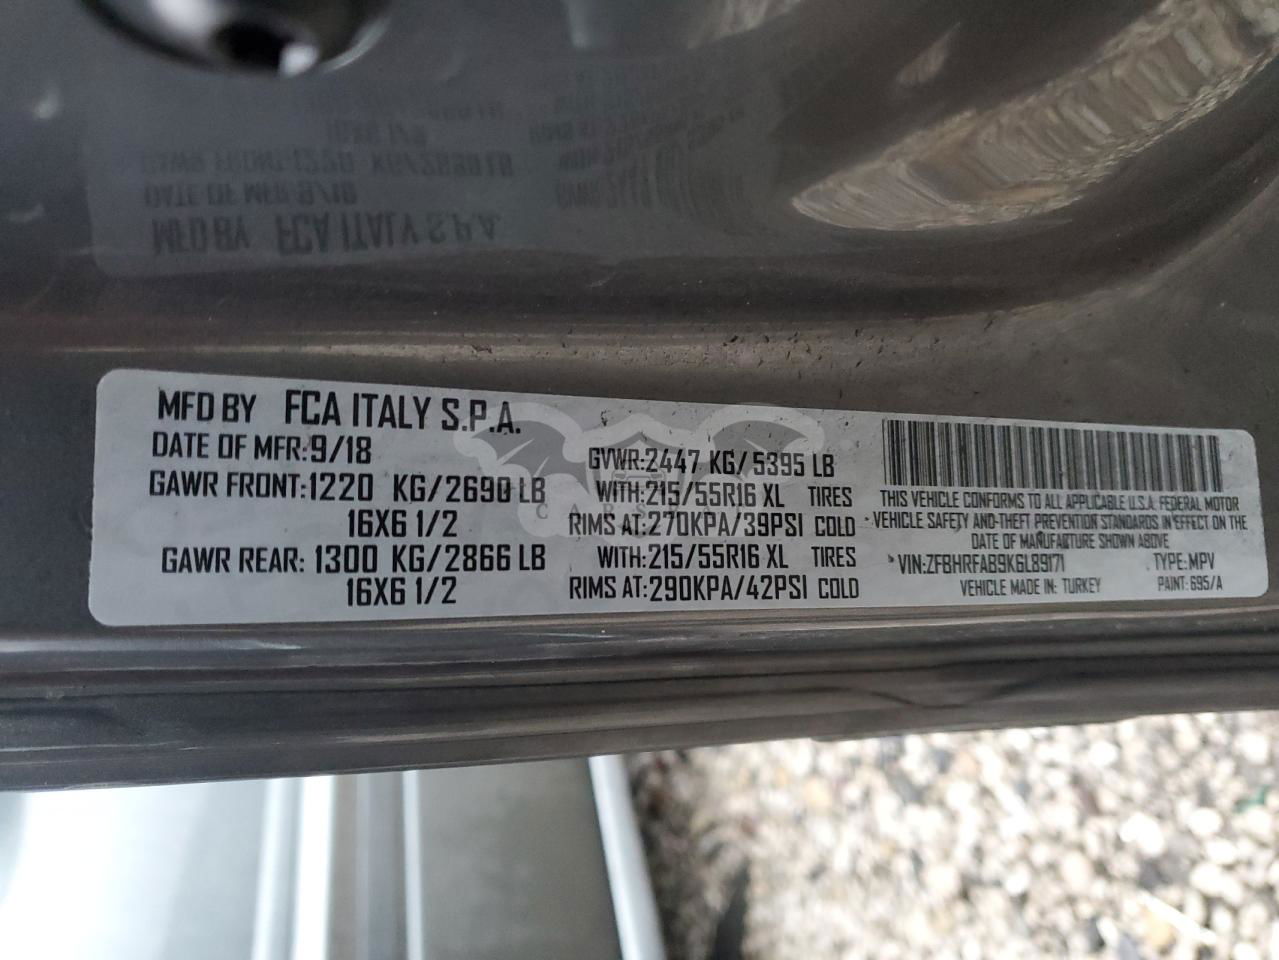 MFD BY FCA ITALY S.P.A.
DATE OF MFR:9/18
GAWR FRONT:1220 KG/2690 LB
16X6 1/2
GAWR REAR: 1300 KG/2866 LB
16X6 1/2
GVWR:2447 KG/ 5395 LB
WITH:215/55R16 XL TIRES
RIMS AT:270KPA/39PSI COLD
WITH:215/55R16 XL TIRES
RIMS AT:290KPA/42PSI COLD
THIS VEHICLE CONFORMS TO ALL APPLICABLE U.S.A. FEDERAL MOTOR
VEHICLE SAFETY AND THEFT PREVENTION STANDARDS IN EFFECT ON THE
DATE OF MANUFACTURE SHOWN ABOVE
VIN:ZFBHRFAB9K6L89171 TYPE:MPV
VEHICLE MADE IN: TURKEY PAINT: 695/A